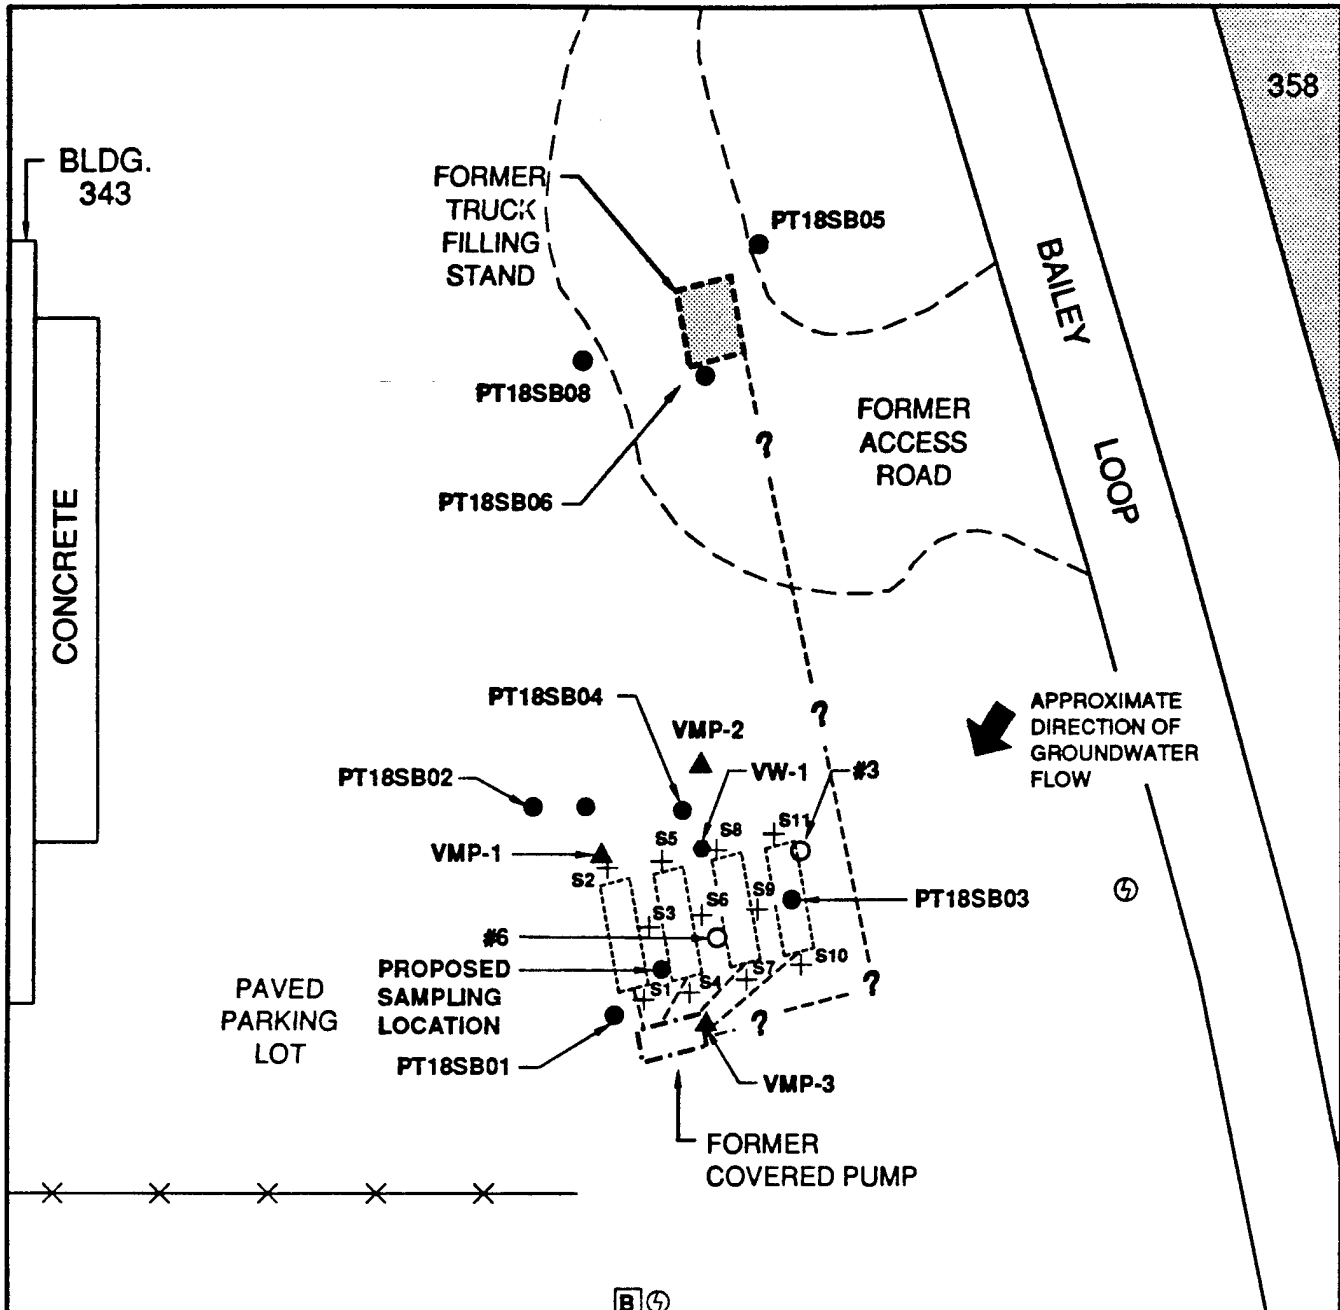 358
BLDG.
343
FORMER
TRUCK
FILLING
STAND
PT18SB05
BAILEY
LOOP
PT18SB08
FORMER
ACCESS
ROAD
PT18SB06
CONCRETE
?
PT18SB04
VMP-2
?
APPROXIMATE
DIRECTION OF
GROUNDWATER
FLOW
PT18SB02
VW-1
#3
VMP-1
S5
S8
S11
S2
S3
S6
S9
PT18SB03
#6
S10
PROPOSED
SAMPLING
LOCATION
S1
S4
S7
?
PAVED
PARKING
LOT
?
PT18SB01
VMP-3
FORMER
COVERED PUMP
B